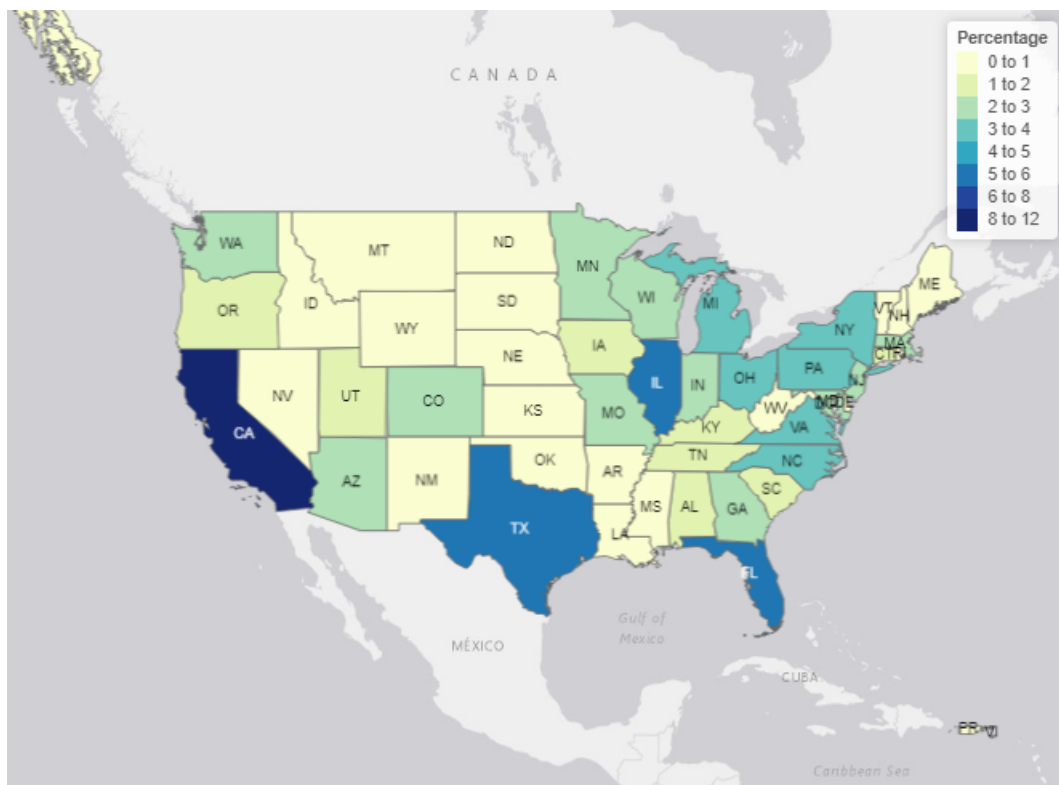 Percentage
0 to 1
1 to 2
2 to 3
3 to 4
4 to 5
5 to 6
6 to 8
8 to 12
CANADA
WA
MT
ND
MN
ME
OR
ID
SD
WI
MI
VT
NH
WY
NY
MA
IA
NE
PA
CT
NV
UT
CO
IL
IN
OH
NJ
KS
MO
WV
MD
DE
CA
KY
VA
AZ
NM
OK
TN
NC
AR
SC
MS
AL
GA
TX
LA
FL
Gulf of
Mexico
MÉXICO
CUBA
PR
VI
Caribbean Sea